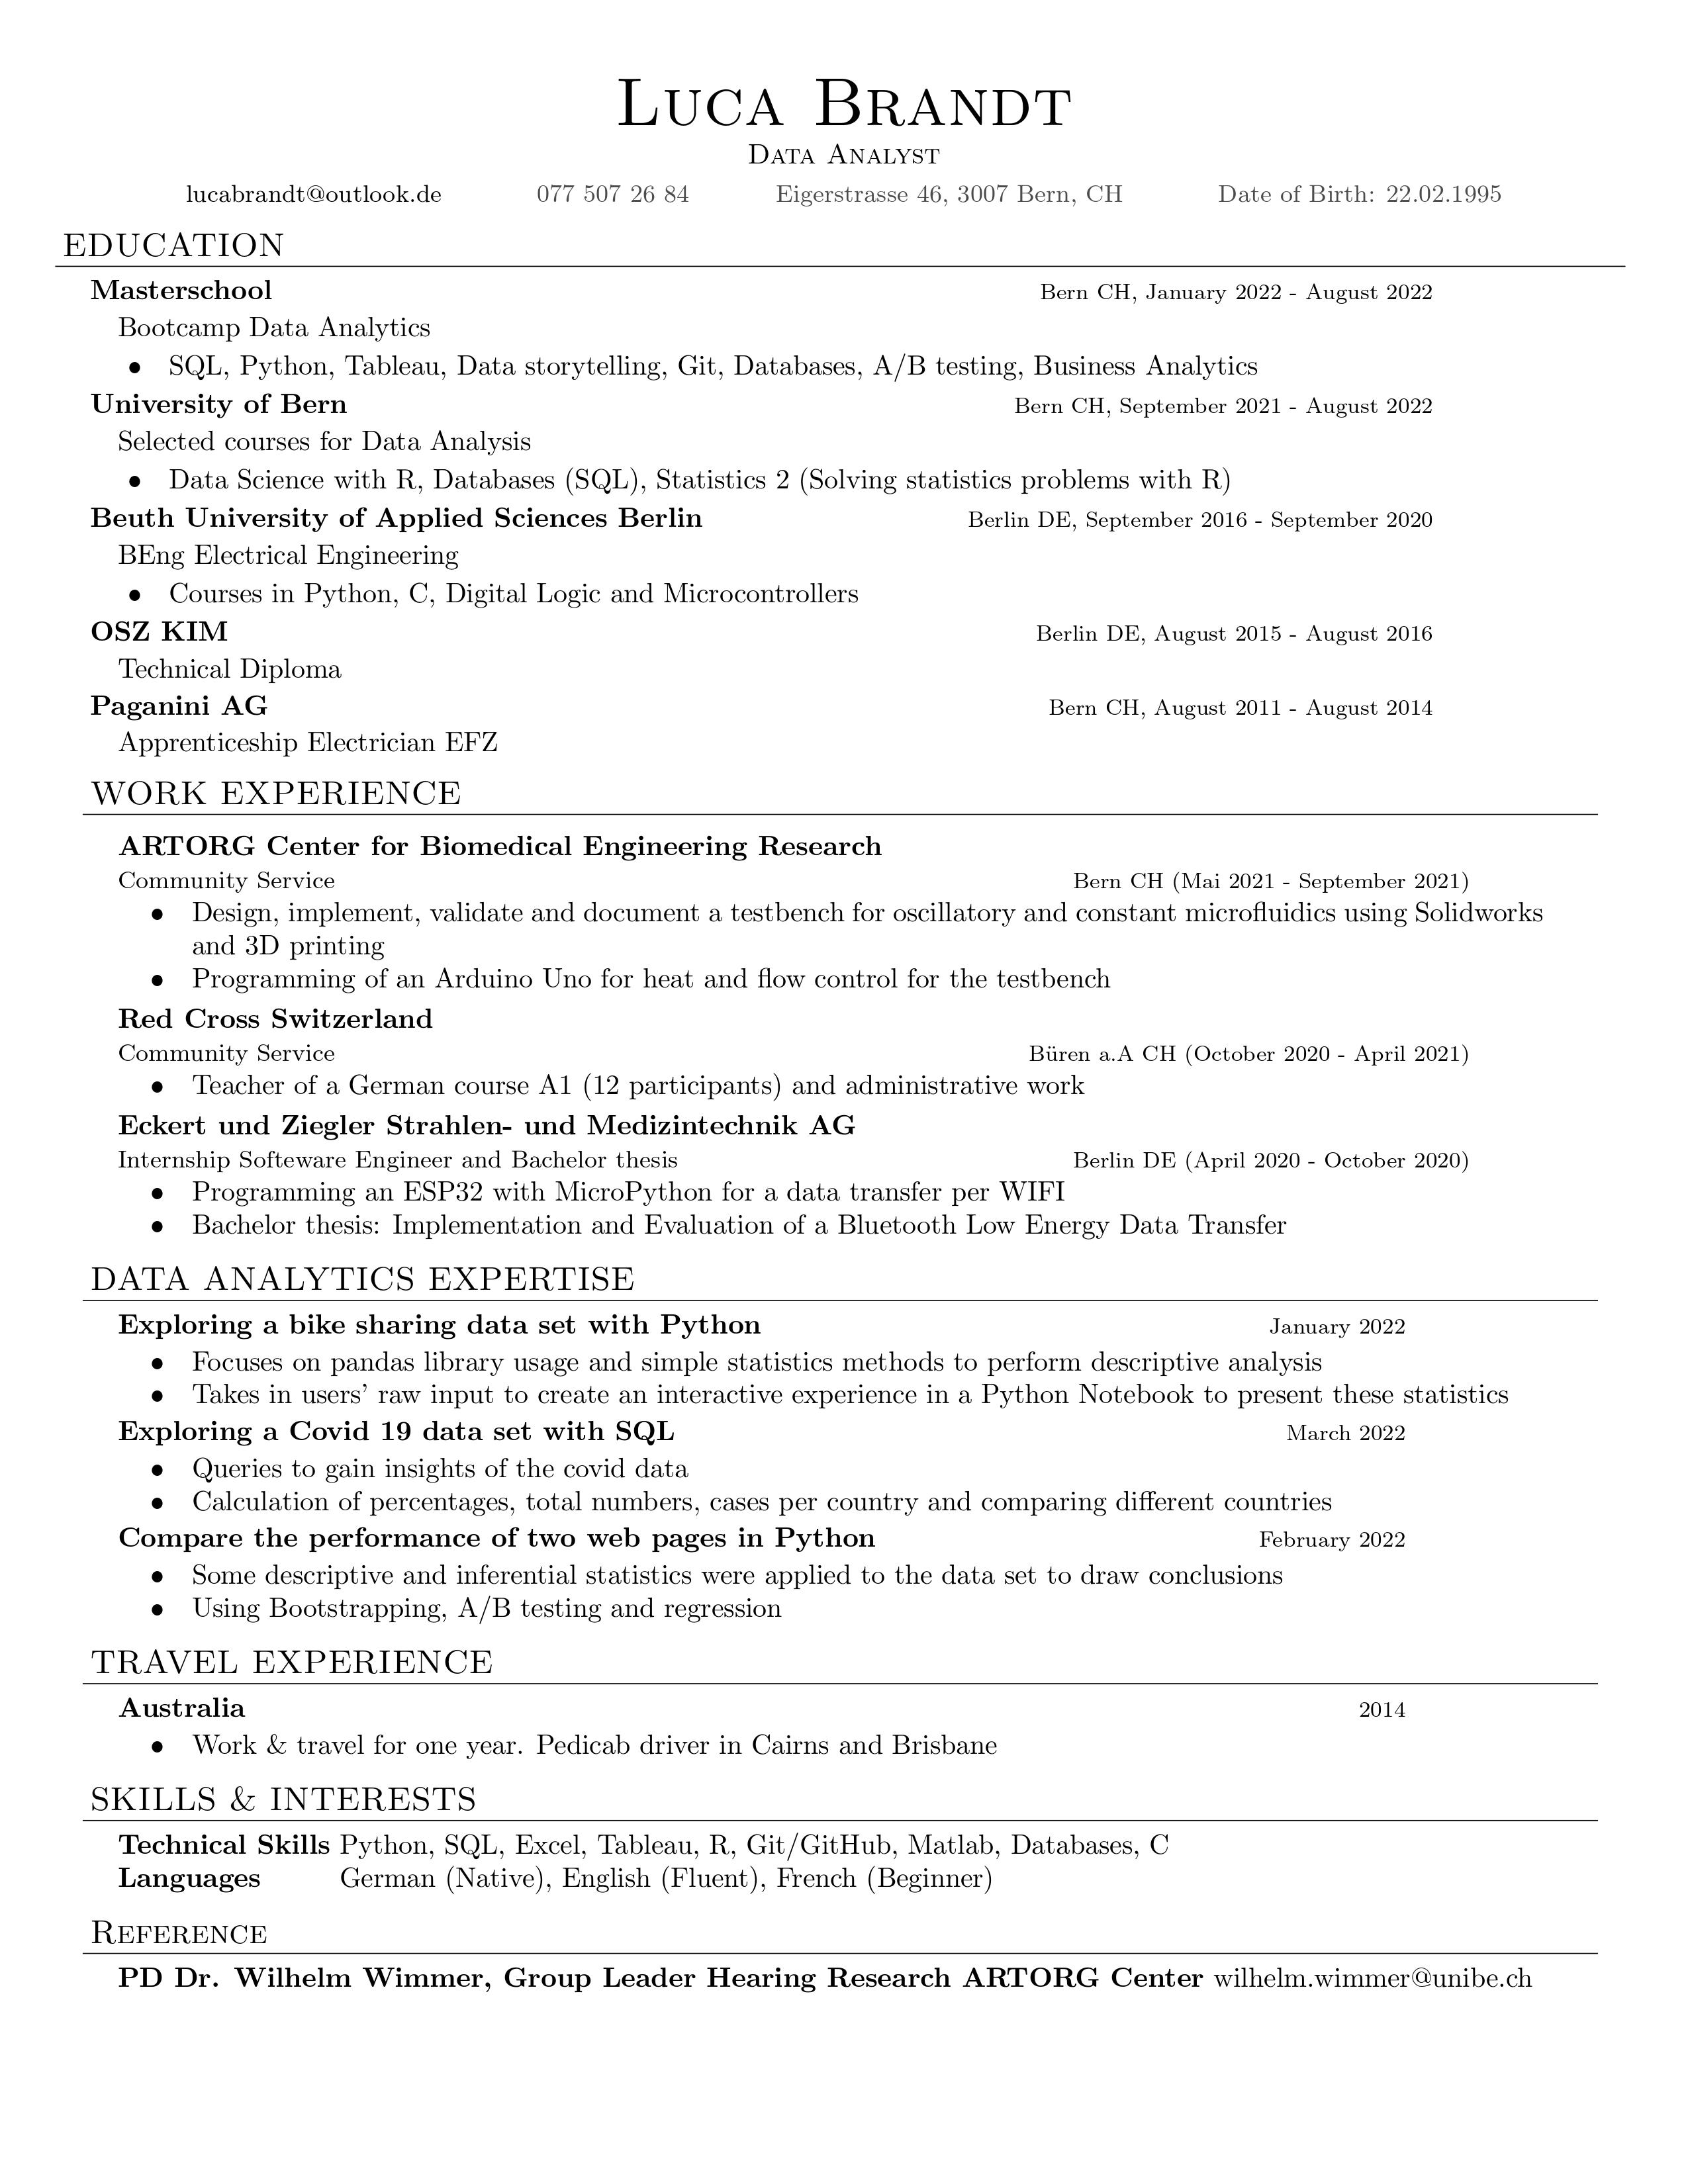 Luca Brandt
Data Analyst
lucabrandt@outlook.de 077 507 26 84 Eigerstrasse 46, 3007 Bern, CH Date of Birth: 22.02.1995
EDUCATION
Masterschool Bern CH, January 2022 - August 2022
Bootcamp Data Analytics
• SQL, Python, Tableau, Data storytelling, Git, Databases, A/B testing, Business Analytics
University of Bern Bern CH, September 2021 - August 2022
Selected courses for Data Analysis
• Data Science with R, Databases (SQL), Statistics 2 (Solving statistics problems with R)
Beuth University of Applied Sciences Berlin Berlin DE, September 2016 - September 2020
BEng Electrical Engineering
• Courses in Python, C, Digital Logic and Microcontrollers
OSZ KIM Berlin DE, August 2015 - August 2016
Technical Diploma
Paganini AG Bern CH, August 2011 - August 2014
Apprenticeship Electrician EFZ
WORK EXPERIENCE
ARTORG Center for Biomedical Engineering Research
Community Service Bern CH (Mai 2021 - September 2021)
• Design, implement, validate and document a testbench for oscillatory and constant microfluidics using Solidworks
and 3D printing
• Programming of an Arduino Uno for heat and flow control for the testbench
Red Cross Switzerland
Community Service Büren a.A CH (October 2020 - April 2021)
• Teacher of a German course A1 (12 participants) and administrative work
Eckert und Ziegler Strahlen- und Medizintechnik AG
Internship Softeware Engineer and Bachelor thesis Berlin DE (April 2020 - October 2020)
• Programming an ESP32 with MicroPython for a data transfer per WIFI
• Bachelor thesis: Implementation and Evaluation of a Bluetooth Low Energy Data Transfer
DATA ANALYTICS EXPERTISE
Exploring a bike sharing data set with Python January 2022
• Focuses on pandas library usage and simple statistics methods to perform descriptive analysis
• Takes in users' raw input to create an interactive experience in a Python Notebook to present these statistics
Exploring a Covid 19 data set with SQL March 2022
• Queries to gain insights of the covid data
• Calculation of percentages, total numbers, cases per country and comparing different countries
Compare the performance of two web pages in Python February 2022
• Some descriptive and inferential statistics were applied to the data set to draw conclusions
• Using Bootstrapping, A/B testing and regression
TRAVEL EXPERIENCE
Australia 2014
• Work & travel for one year. Pedicab driver in Cairns and Brisbane
SKILLS & INTERESTS
Technical Skills Python, SQL, Excel, Tableau, R, Git/GitHub, Matlab, Databases, C
Languages German (Native), English (Fluent), French (Beginner)
Reference
PD Dr. Wilhelm Wimmer, Group Leader Hearing Research ARTORG Center wilhelm.wimmer@unibe.ch